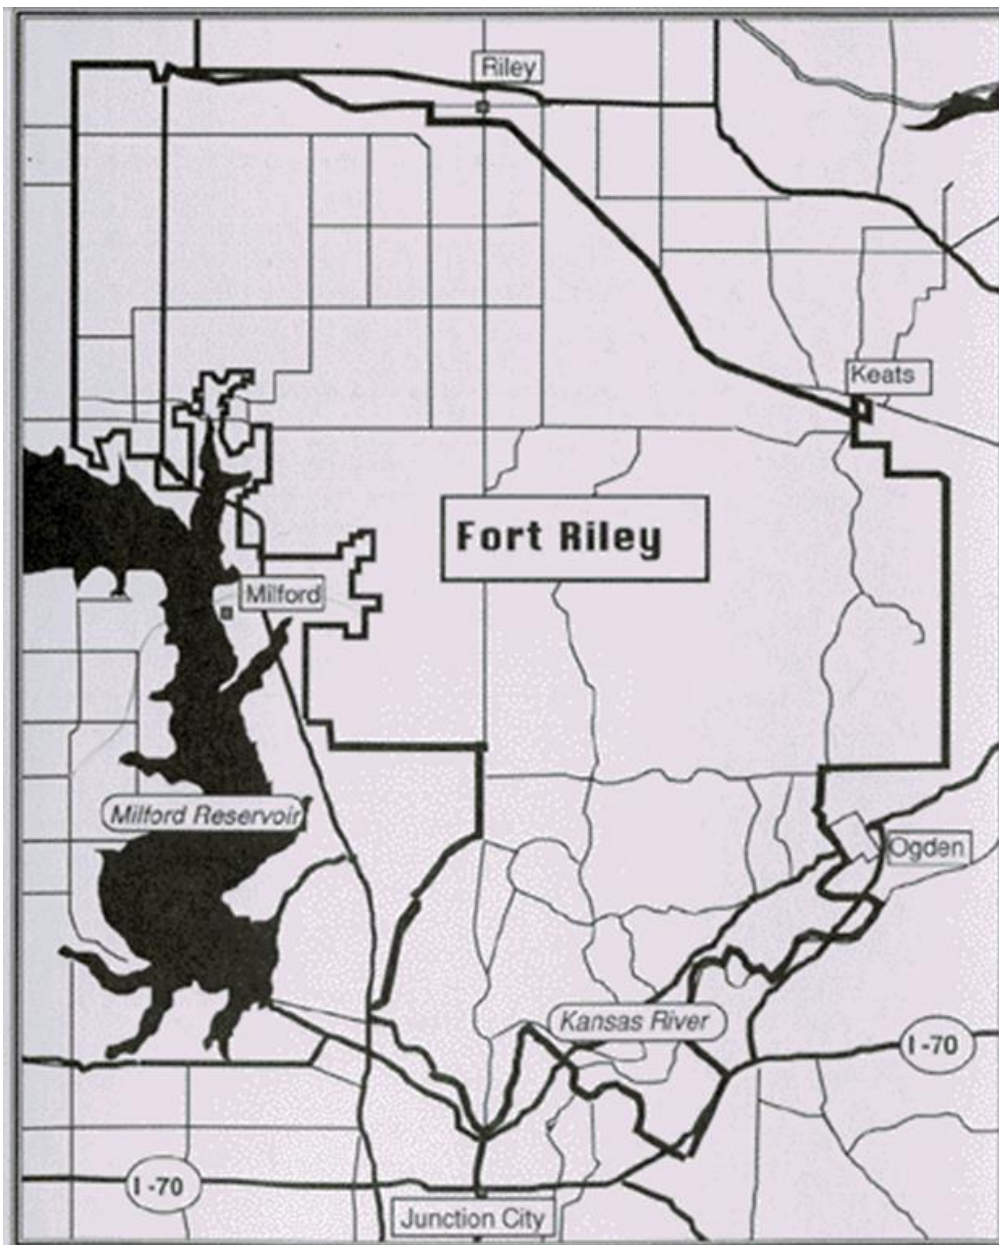 Riley
Keats
Fort Riley
Milford
Milford Reservoir
Ogden
Kansas River
I -70
I -70
Junction City